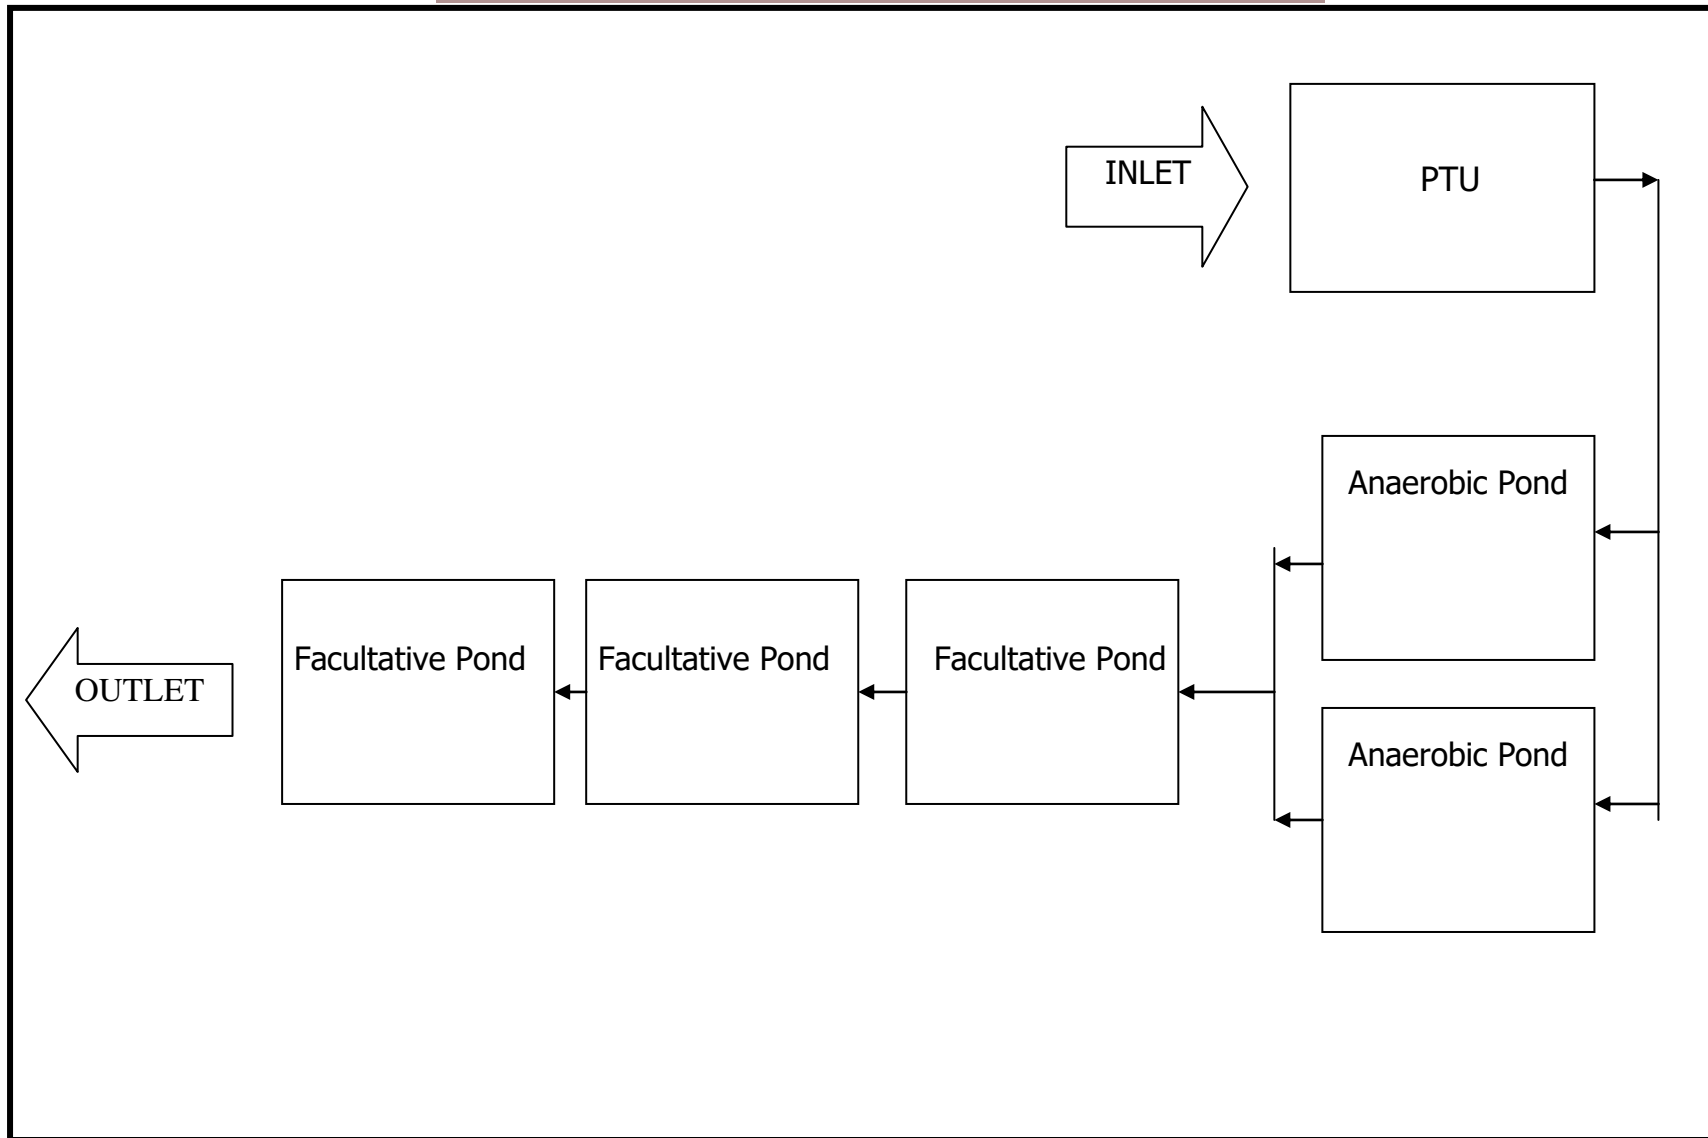 INLET
PTU
Anaerobic Pond
Facultative Pond
Facultative Pond
Facultative Pond
OUTLET
Anaerobic Pond